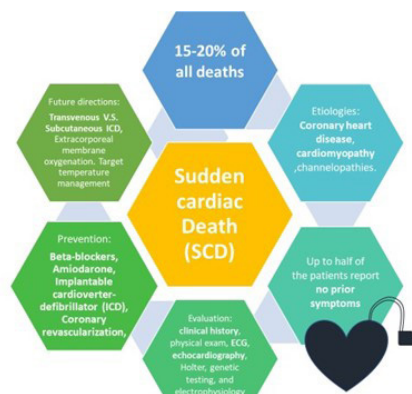 15-20% of
all deaths
Future directions:
Transvenous V.S.
Subcutaneous ICD,
Extracorporeal
membrane
oxygenation. Target
temperature
management
Etiologies:
Coronary heart
disease,
cardiomyopathy
,channelopathies.
Sudden
cardiac
Death
(SCD)
Prevention:
Beta-blockers,
Amiodarone,
Implantable
cardioverter-
defibrillator (ICD),
Coronary
revascularization,
Up to half of
the patients report
no prior
symptoms
Evaluation:
clinical history,
physical exam, ECG,
echocardiography,
Holter, genetic
testing, and
electrophysiology